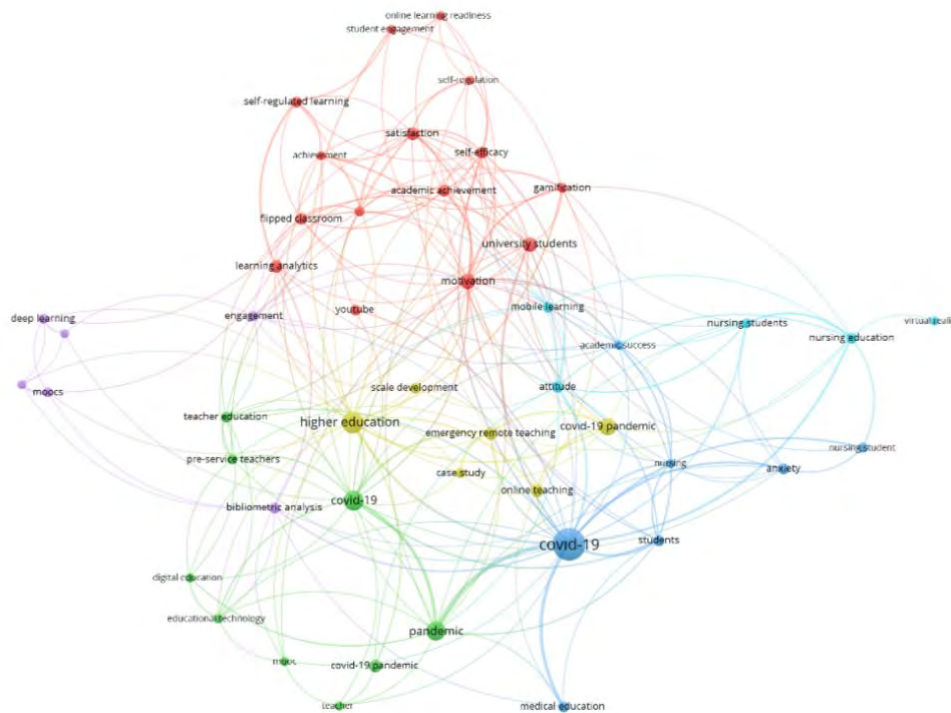 online learning readiness
student engagement
self-regulation
self-regulated learning
satisfaction
achievement
self-efficacy
academic achievement
gamification
flipped classroom
university students
learning analytics
motivation
mobile learning
youtube
engagement
deep learning
nursing students
virtual reali
nursing education
academic success
moocs
scale development
attitude
teacher education
higher education
emergency remote teaching
covid-19 pandemic
pre-service teachers
case study
nursing
anxiety
nursing student
online teaching
covid-19
bibliometric analysis
covid-19
students
digital education
educational technology
pandemic
mooc
covid-19 pandemic
teacher
medical education